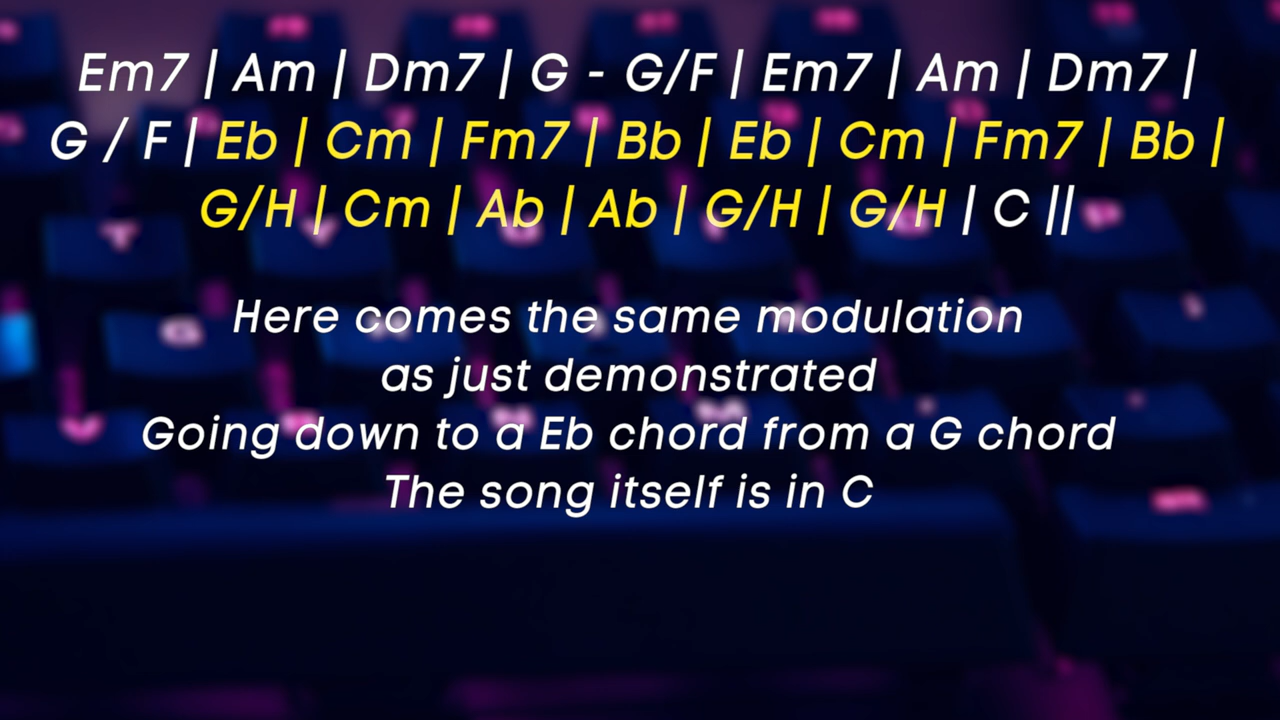 Em7 | Am | Dm7 | G - G/F | Em7 | Am | Dm7 |
G / F | Eb | Cm | Fm7 | Bb | Eb | Cm | Fm7 | Bb |
G/H | Cm | Ab | Ab | G/H | G/H | C ||
Here comes the same modulation
as just demonstrated
Going down to a Eb chord from a G chord
The song itself is in C